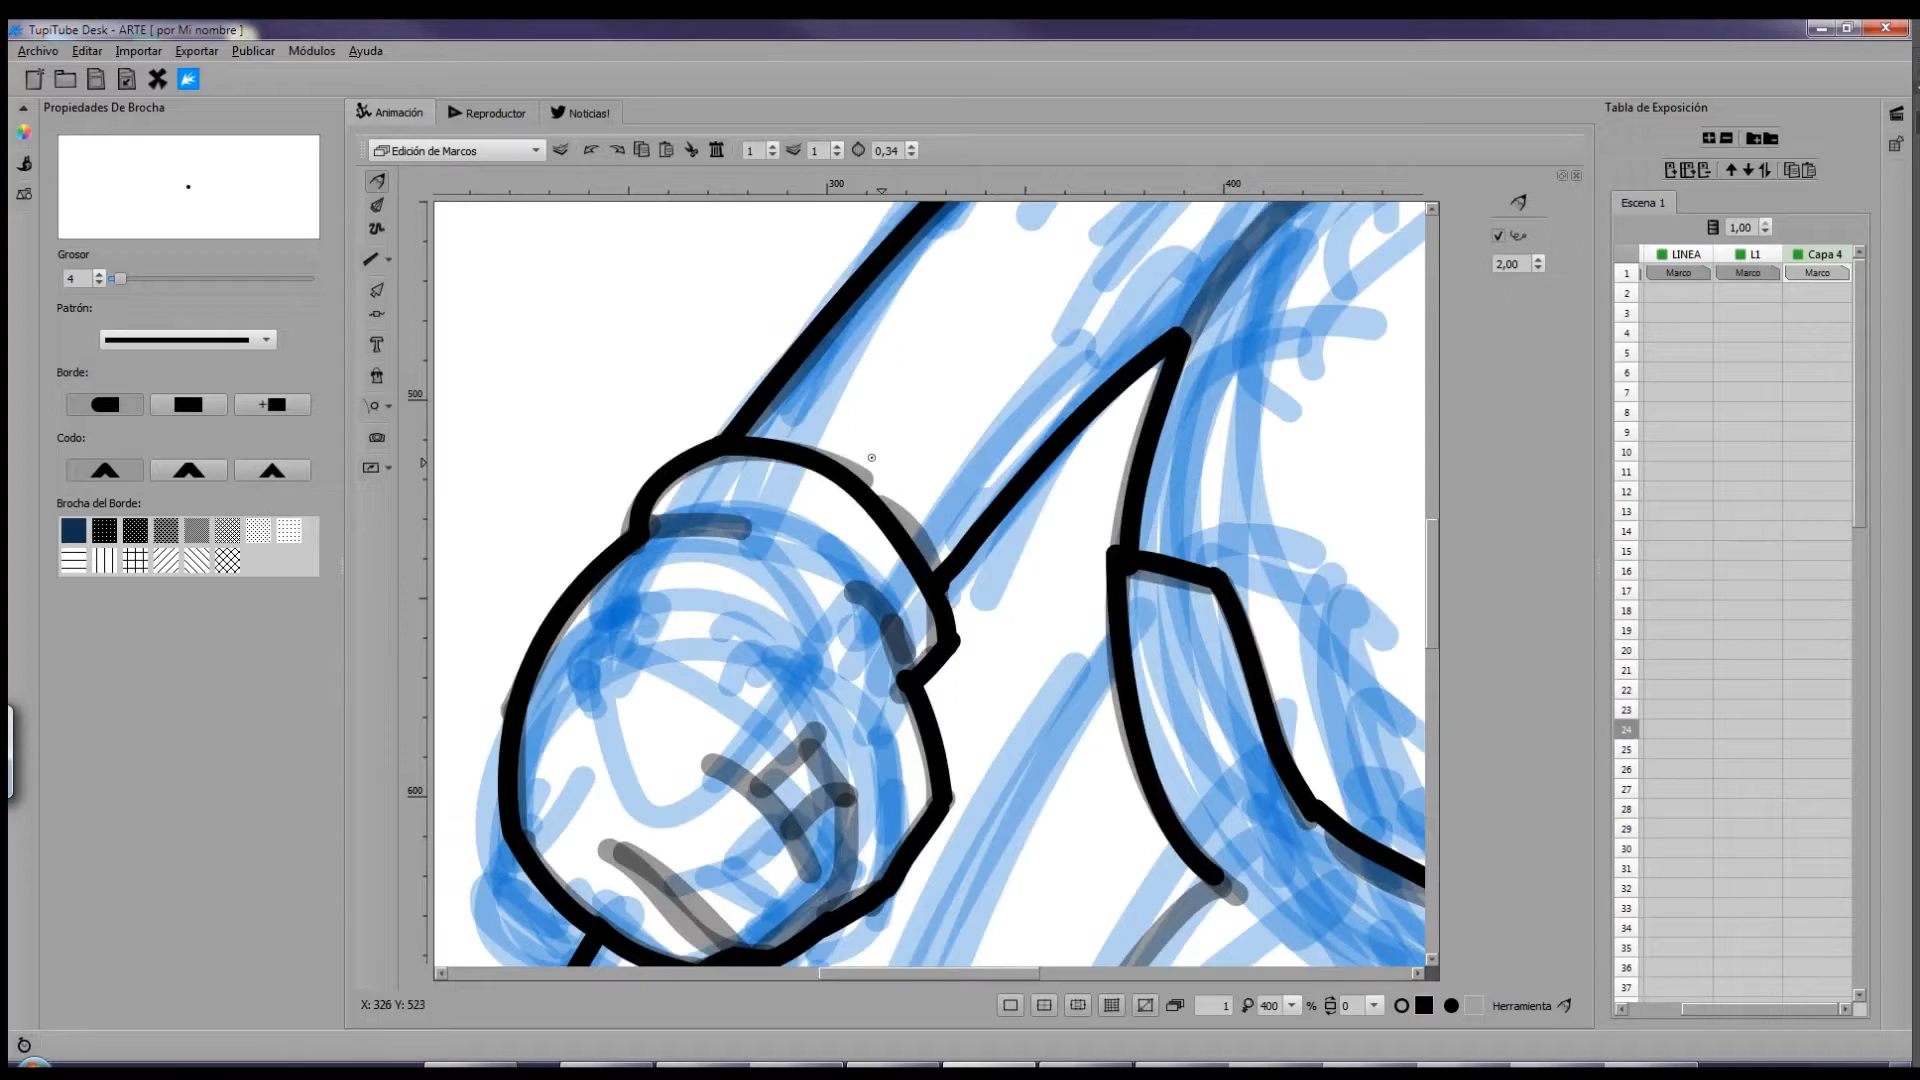 TupiTube Desk - ARTE [ por Mi nombre ]
Archivo Editar Importar Exportar Publicar Módulos Ayuda
Propiedades De Brocha
Animación Reproductor Noticias!
Tabla de Exposición
Edición de Marcos 1 1 0,34
Escena 1
1,00
300 400
Grosor
4
2,00
LINEA L1 Capa 4
1 Marco Marco Marco
2
3
4
5
6
7
8
9
10
11
12
13
14
15
16
17
18
19
20
21
22
23
24
25
26
27
28
29
30
31
32
33
34
35
36
37
Patrón:
Borde:
Codo:
Brocha del Borde:
500
600
X: 326 Y: 523
1 400 % 0 Herramienta